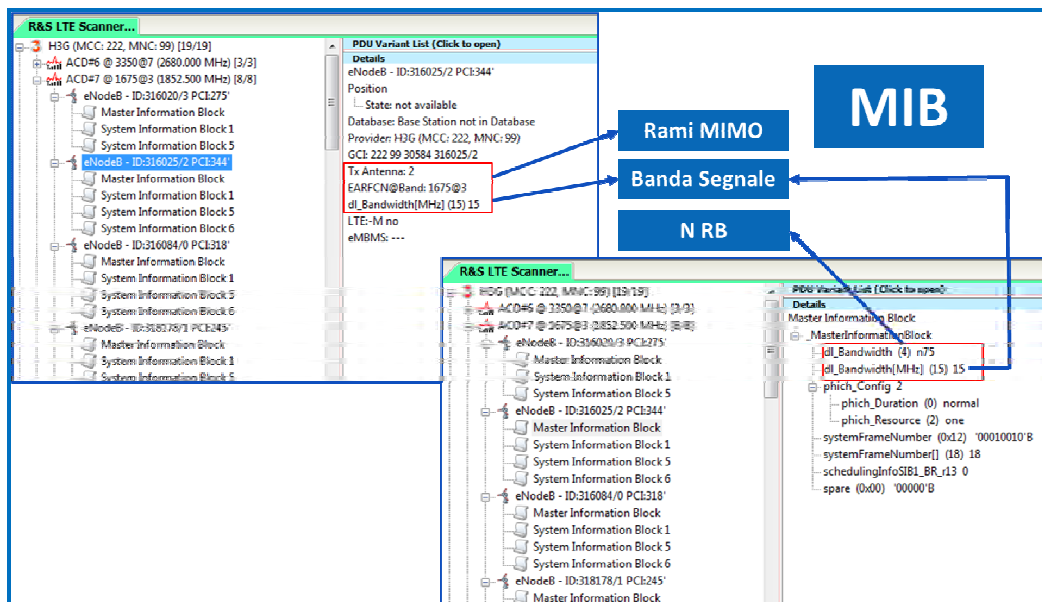 R&S LTE Scanner...
H3G (MCC: 222, MNC: 99) [19/19]
ACD#6 @ 3350@7 (2680.000 MHz) [3/3]
ACD#7 @ 1675@3 (1852.500 MHz) [8/8]
eNodeB - ID:316020/3 PCI:275'
Master Information Block
System Information Block 1
System Information Block 5
eNodeB - ID:316025/2 PCI:344'
Master Information Block
System Information Block 1
System Information Block 5
System Information Block 6
eNodeB - ID:316084/0 PCI:318'
Master Information Block
System Information Block 1
System Information Block 5
System Information Block 6
eNodeB - ID:318178/1 PCI:245'
Master Information Block
System Information Block 1
System Information Block 5
PDU Variant List (Click to open)
Details
eNodeB - ID:316025/2 PCI:344'
Position
State: not available
Database: Base Station not in Database
Provider: H3G (MCC: 222, MNC: 99)
GCI: 222 99 30584 316025/2
Tx Antenna: 2
EARFCN@Band: 1675@3
dl_Bandwidth[MHz] (15) 15
LTE:-M no
eMBMS: ---
Rami MIMO
Banda Segnale
N RB
MIB
R&S LTE Scanner...
H3G (MCC: 222, MNC: 99) [19/19]
ACD#6 @ 3350@7 (2680.000 MHz) [3/3]
ACD#7 @ 1675@3 (1852.500 MHz) [8/8]
eNodeB - ID:316020/3 PCI:275'
Master Information Block
System Information Block 1
System Information Block 5
eNodeB - ID:316025/2 PCI:344'
Master Information Block
System Information Block 1
System Information Block 5
System Information Block 6
eNodeB - ID:316084/0 PCI:318'
Master Information Block
System Information Block 1
System Information Block 5
System Information Block 6
eNodeB - ID:318178/1 PCI:245'
Master Information Block
PDU Variant List (Click to open)
Details
Master Information Block
_MasterInformationBlock
dl_Bandwidth (4) n75
dl_Bandwidth[MHz] (15) 15
phich_Config 2
phich_Duration (0) normal
phich_Resource (2) one
systemFrameNumber (0x12) '00010010'B
systemFrameNumber[] (18) 18
schedulingInfoSIB1_BR_r13 0
spare (0x00) '00000'B